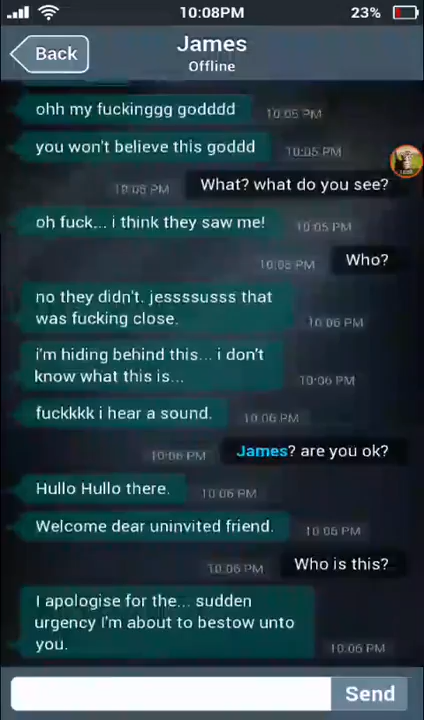 10:08PM
23%
Back
James
Offline
ohh my fuckinggg godddd
10:05 PM
you won't believe this goddd
10:05 PM
10:05 PM
What? what do you see?
oh fuck... i think they saw me!
10:05 PM
10:05 PM
Who?
no they didn't. jesssssusss that
was fucking close.
10:06 PM
i'm hiding behind this... i don't
know what this is...
10:06 PM
fuckkkk i hear a sound.
10:06 PM
10:06 PM
James? are you ok?
Hullo Hullo there.
10:06 PM
Welcome dear uninvited friend.
10:06 PM
10:06 PM
Who is this?
I apologise for the... sudden
urgency I'm about to bestow unto
you.
10:06 PM
Send